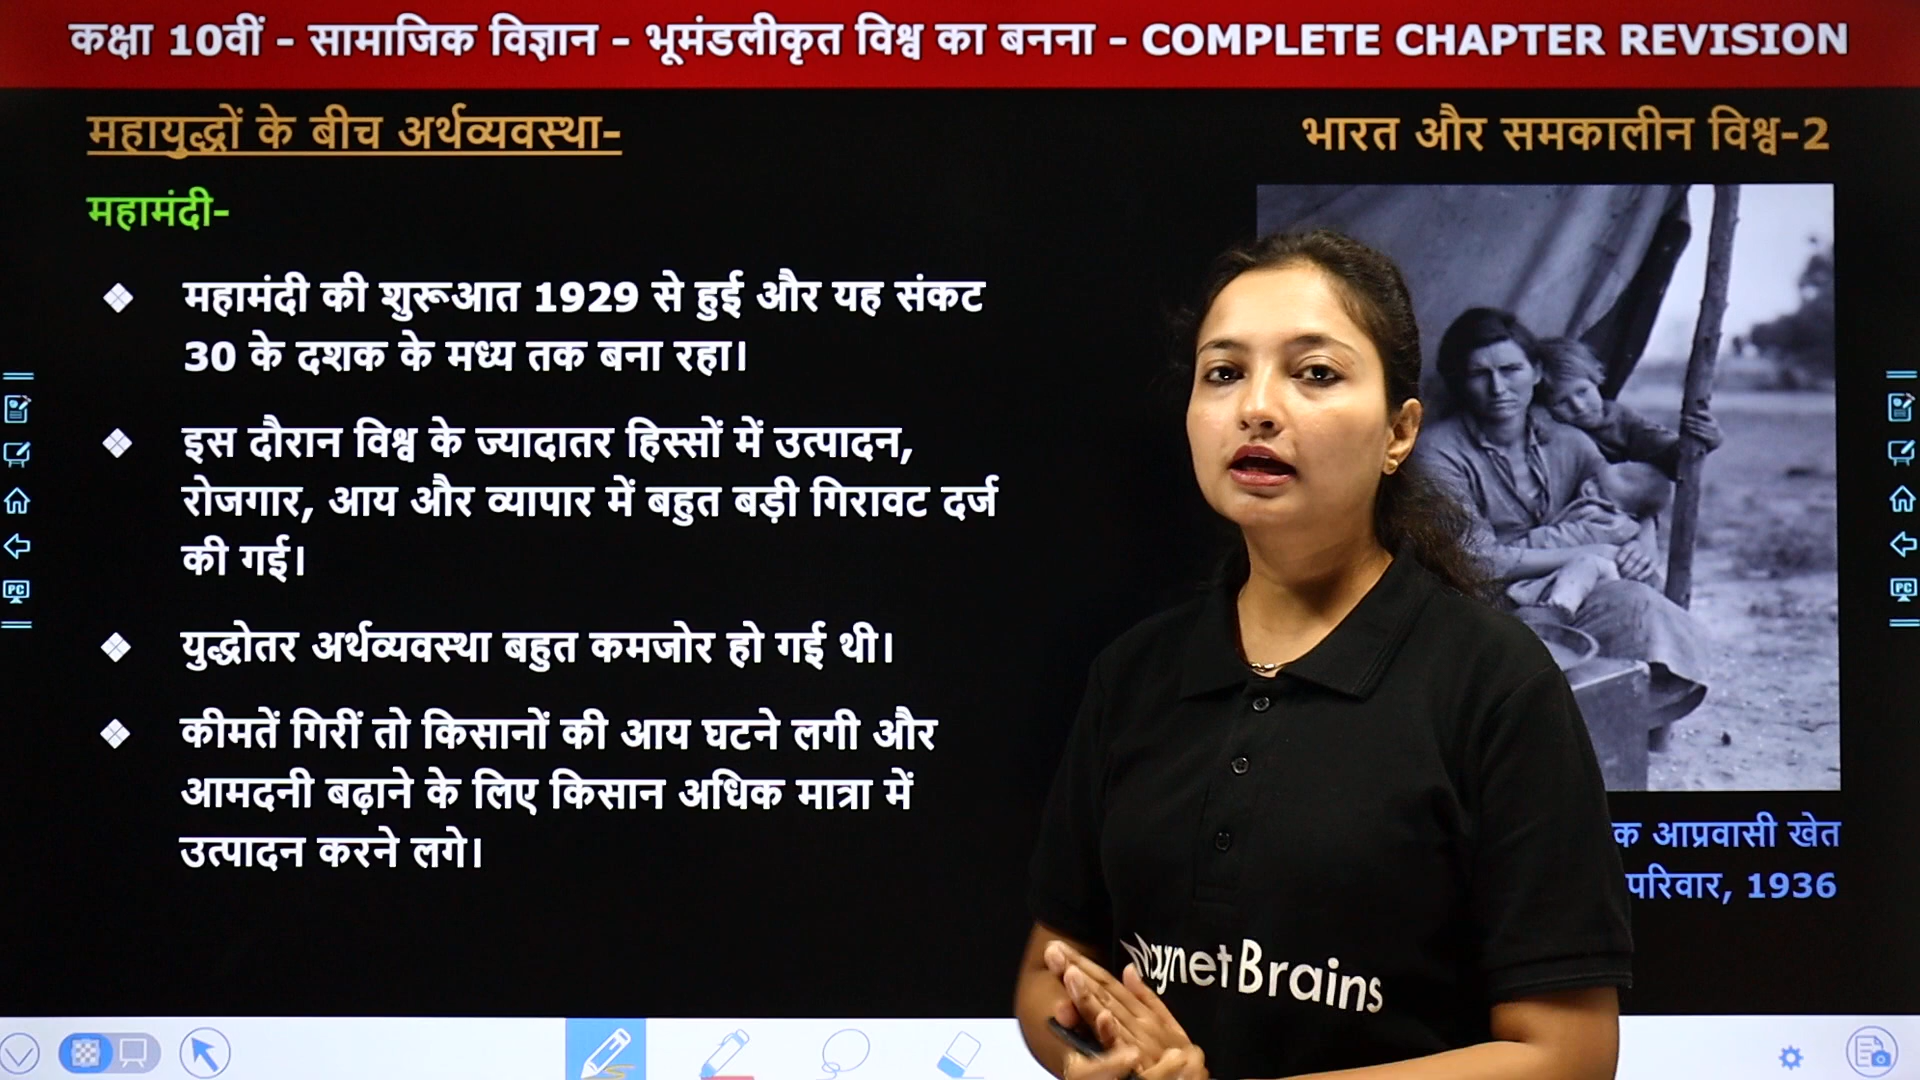 कक्षा 10वीं - सामाजिक विज्ञान - भूमंडलीकृत विश्व का बनना - COMPLETE CHAPTER REVISION
महायुद्धों के बीच अर्थव्यवस्था-
भारत और समकालीन विश्व-2
महामंदी-
महामंदी की शुरूआत 1929 से हुई और यह संकट
30 के दशक के मध्य तक बना रहा।
इस दौरान विश्व के ज्यादातर हिस्सों में उत्पादन,
रोजगार, आय और व्यापार में बहुत बड़ी गिरावट दर्ज
की गई।
युद्धोतर अर्थव्यवस्था बहुत कमजोर हो गई थी।
कीमतें गिरीं तो किसानों की आय घटने लगी और
आमदनी बढ़ाने के लिए किसान अधिक मात्रा में
उत्पादन करने लगे।
क आप्रवासी खेत
परिवार, 1936
MagnetBrains
PC
PC